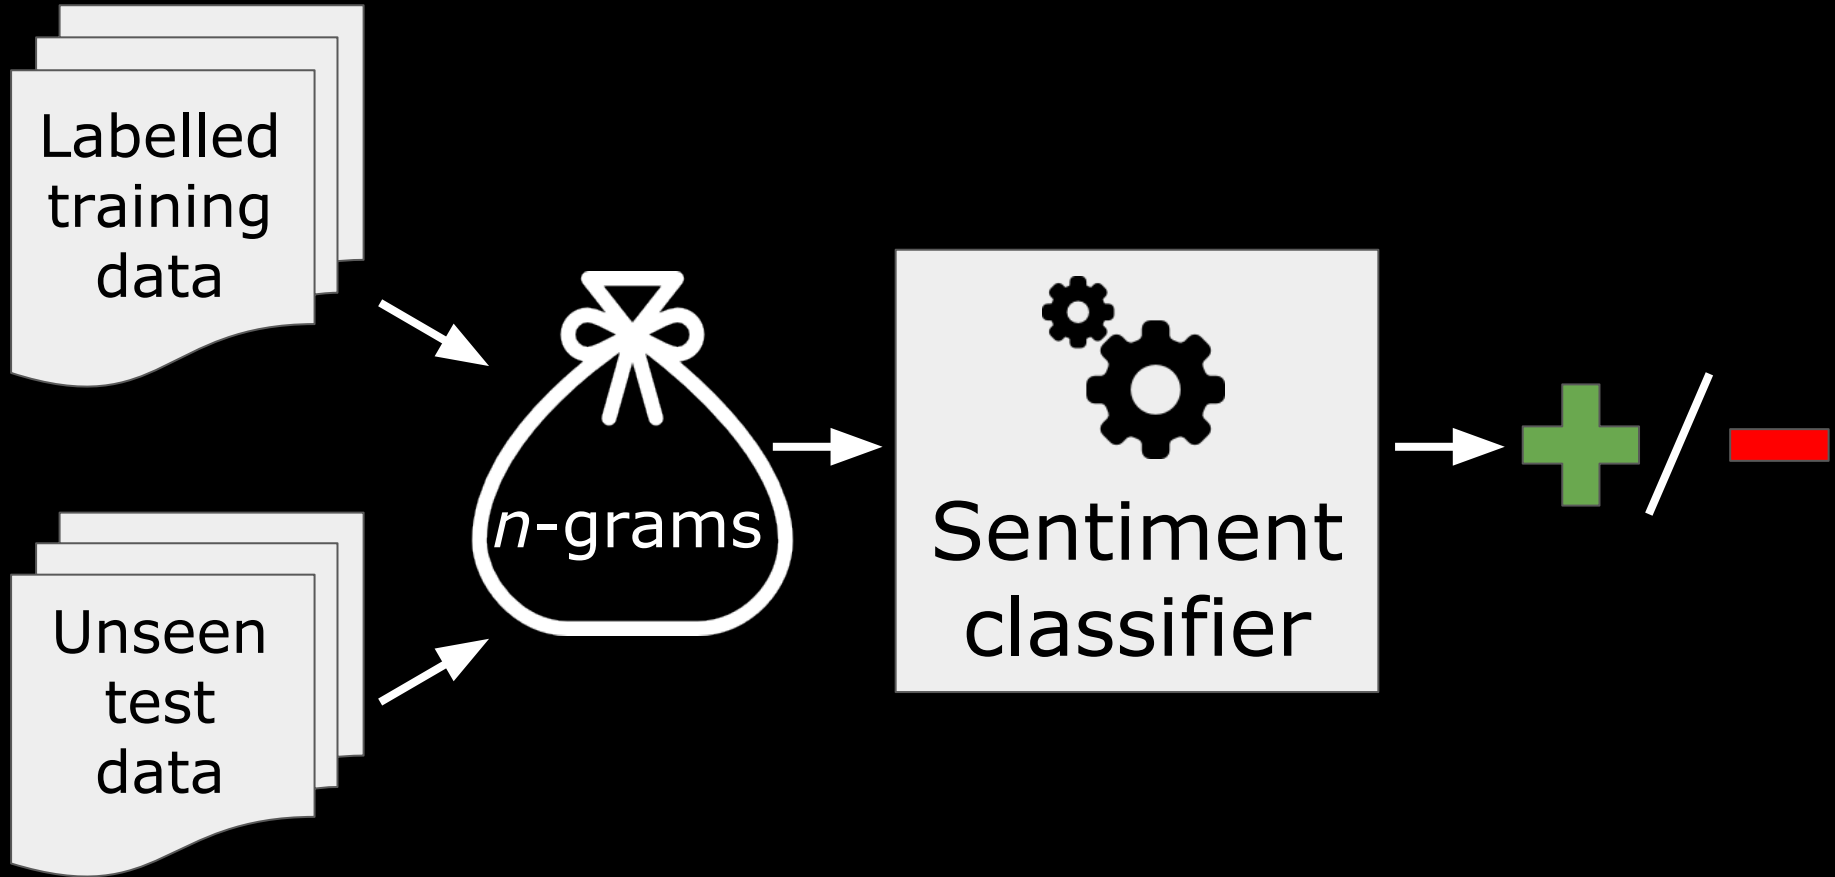 Labelled
training
data
Unseen
test
data
n-grams
Sentiment
classifier
+/-